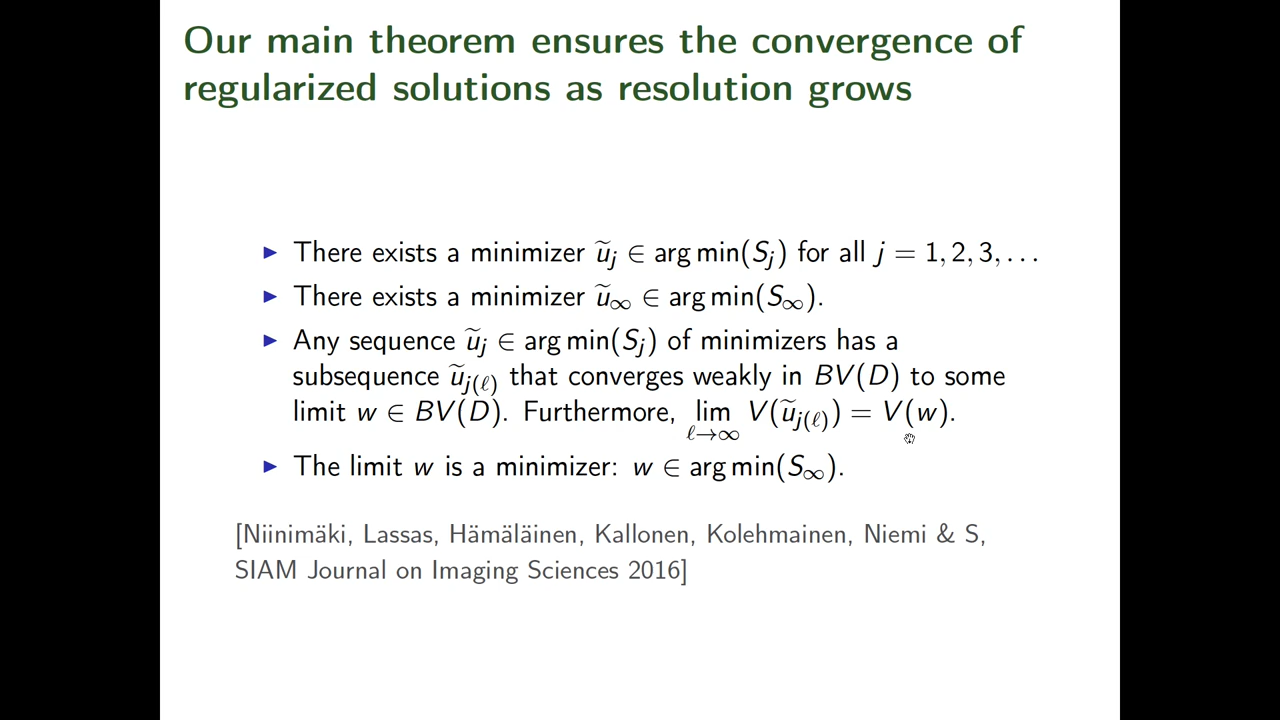 Our main theorem ensures the convergence of
regularized solutions as resolution grows
▶ There exists a minimizer ũ_j ∈ arg min(S_j) for all j = 1, 2, 3, . . .
▶ There exists a minimizer ũ_∞ ∈ arg min(S_∞).
▶ Any sequence ũ_j ∈ arg min(S_j) of minimizers has a
subsequence ũ_{j(ℓ)} that converges weakly in BV(D) to some
limit w ∈ BV(D). Furthermore, lim_{ℓ→∞} V(ũ_{j(ℓ)}) = V(w).
▶ The limit w is a minimizer: w ∈ arg min(S_∞).
[Niinimäki, Lassas, Hämäläinen, Kallonen, Kolehmainen, Niemi & S,
SIAM Journal on Imaging Sciences 2016]